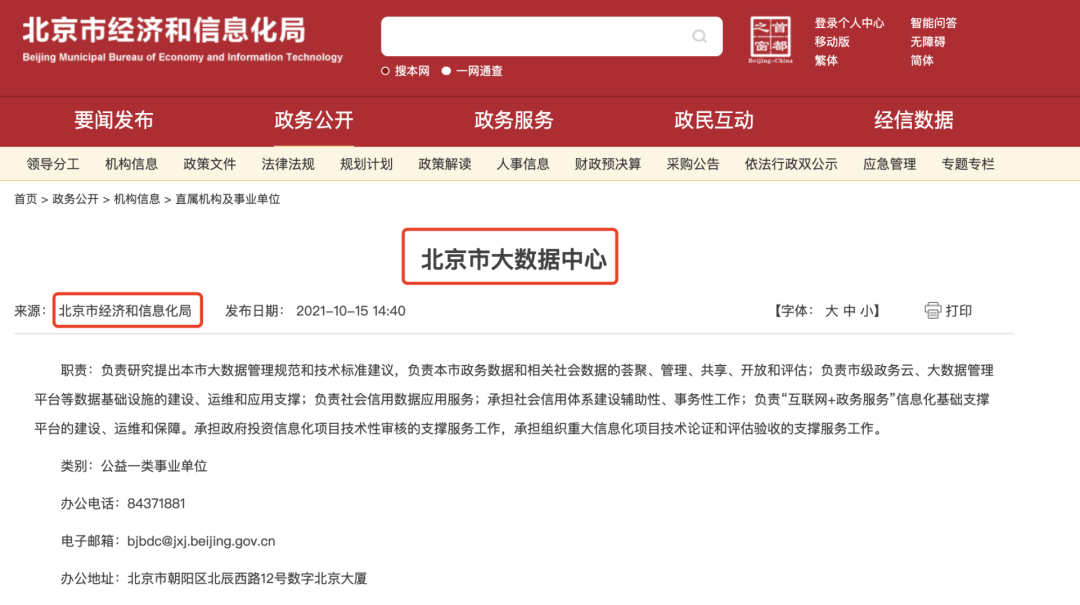 北京市经济和信息化局
Beijing Municipal Bureau of Economy and Information Technology
搜本网 一网通查
首都之窗
Beijing-China
登录个人中心 智能问答
移动版 无障碍
繁体 简体
要闻发布 政务公开 政务服务 政民互动 经信数据
领导分工 机构信息 政策文件 法律法规 规划计划 政策解读 人事信息 财政预决算 采购公告 依法行政双公示 应急管理 专题专栏
首页 > 政务公开 > 机构信息 > 直属机构及事业单位
北京市大数据中心
来源: 北京市经济和信息化局 发布日期: 2021-10-15 14:40 【字体: 大 中 小】 打印
职责：负责研究提出本市大数据管理规范和技术标准建议，负责本市政务数据和相关社会数据的荟聚、管理、共享、开放和评估；负责市级政务云、大数据管理
平台等数据基础设施的建设、运维和应用支撑；负责社会信用数据应用服务；承担社会信用体系建设辅助性、事务性工作；负责“互联网+政务服务”信息化基础支撑
平台的建设、运维和保障。承担政府投资信息化项目技术性审核的支撑服务工作，承担组织重大信息化项目技术论证和评估验收的支撑服务工作。
类别：公益一类事业单位
办公电话：84371881
电子邮箱：bjbdc@jxj.beijing.gov.cn
办公地址：北京市朝阳区北辰西路12号数字北京大厦